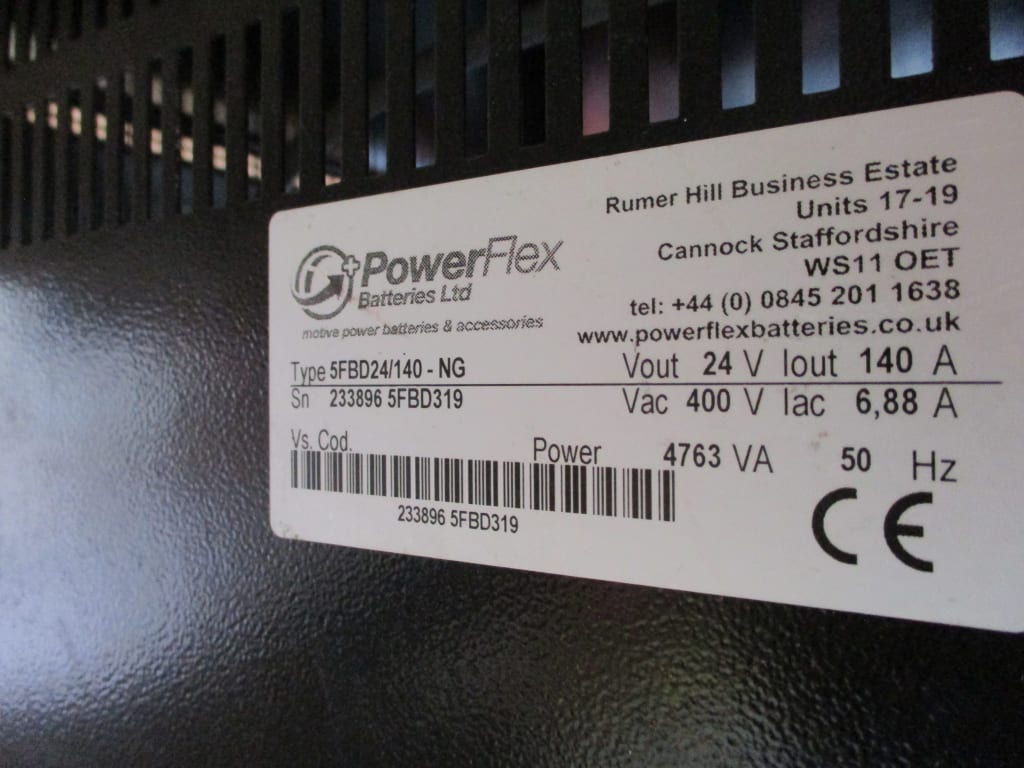 Rumer Hill Business Estate
Units 17-19
Cannock Staffordshire
WS11 OET
tel: +44 (0) 0845 201 1638
www.powerflexbatteries.co.uk
PowerFlex
Batteries Ltd
motive power batteries & accessories
Type 5FBD24/140 - NG Vout 24 V Iout 140 A
Sn 233896 5FBD319 Vac 400 V Iac 6,88 A
Vs. Cod. Power 4763 VA 50 Hz
233896 5FBD319
CE